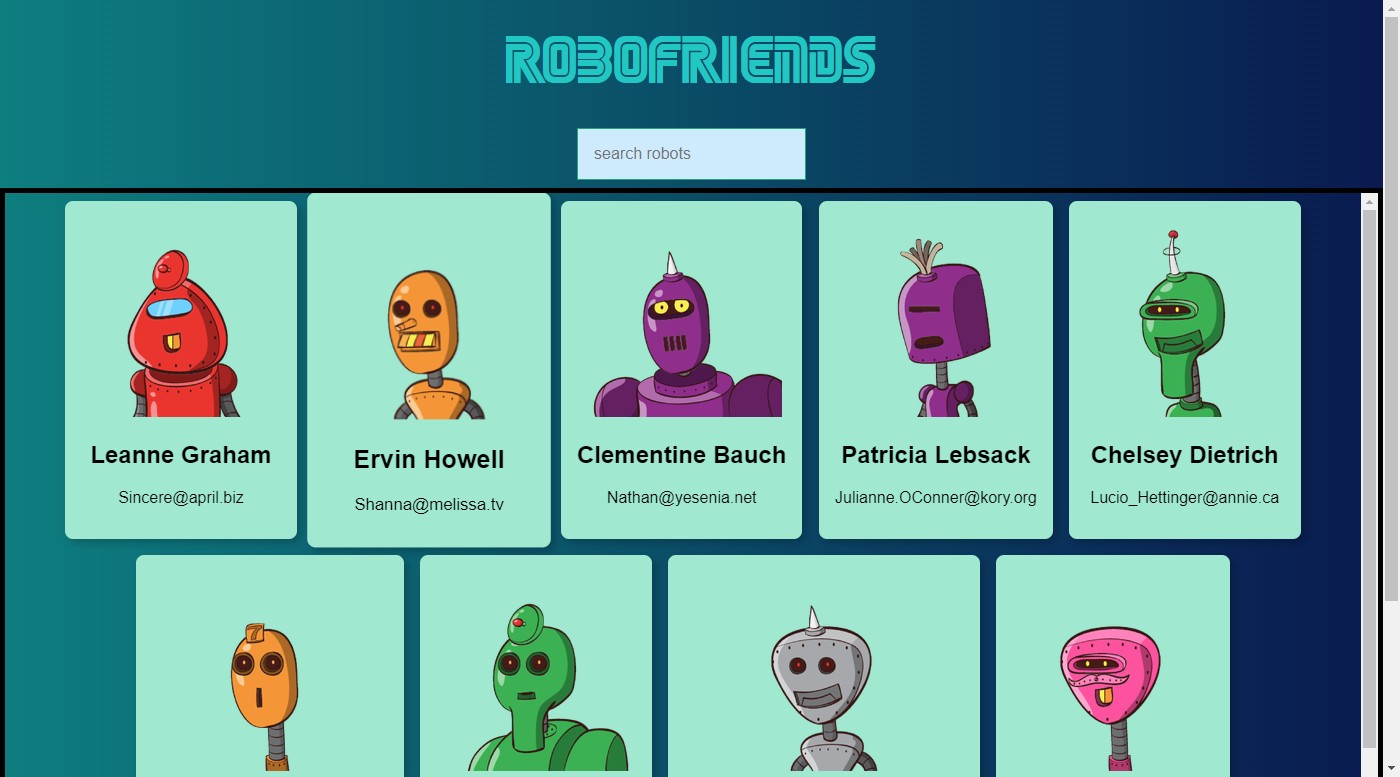 ROBOFRIENDS
search robots
Leanne Graham
Sincere@april.biz
Ervin Howell
Shanna@melissa.tv
Clementine Bauch
Nathan@yesenia.net
Patricia Lebsack
Julianne.OConner@kory.org
Chelsey Dietrich
Lucio_Hettinger@annie.ca
7